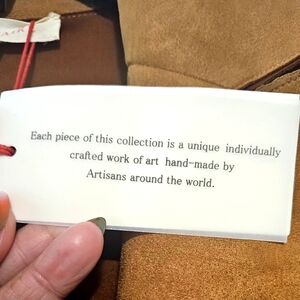 Each piece of this collection is a unique individually
crafted work of art hand-made by
Artisans around the world.